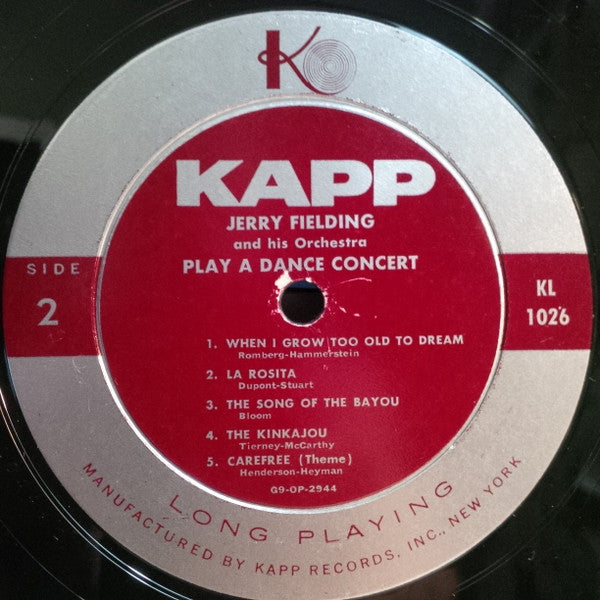 K
KAPP
JERRY FIELDING
and his Orchestra
PLAY A DANCE CONCERT
SIDE
2
KL
1026
1. WHEN I GROW TOO OLD TO DREAM
Romberg-Hammerstein
2. LA ROSITA
Dupont-Stuart
3. THE SONG OF THE BAYOU
Bloom
4. THE KINKAJOU
Tierney-McCarthy
5. CAREFREE (Theme)
Henderson-Heyman
G9-OP-2944
LONG PLAYING
MANUFACTURED BY KAPP RECORDS, INC., NEW YORK